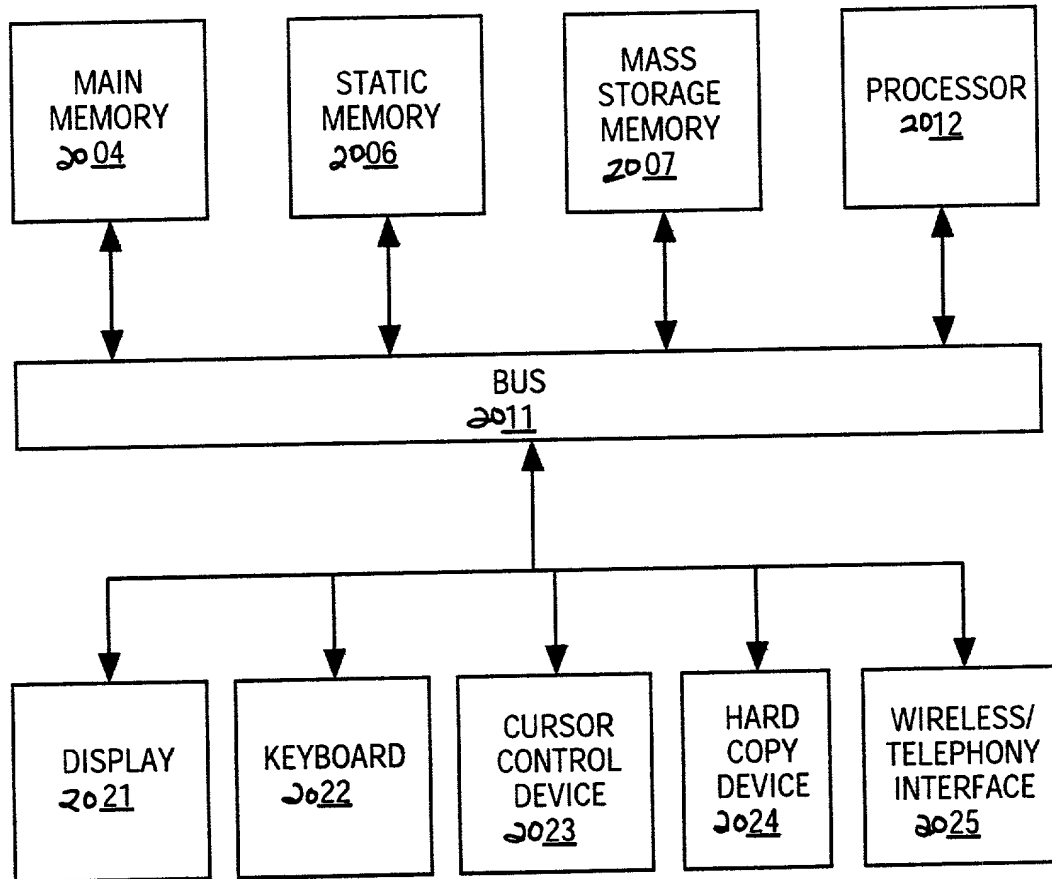 MAIN
MEMORY
2004
STATIC
MEMORY
2006
MASS
STORAGE
MEMORY
2007
PROCESSOR
2012
BUS
2011
DISPLAY
2021
KEYBOARD
2022
CURSOR
CONTROL
DEVICE
2023
HARD
COPY
DEVICE
2024
WIRELESS/
TELEPHONY
INTERFACE
2025